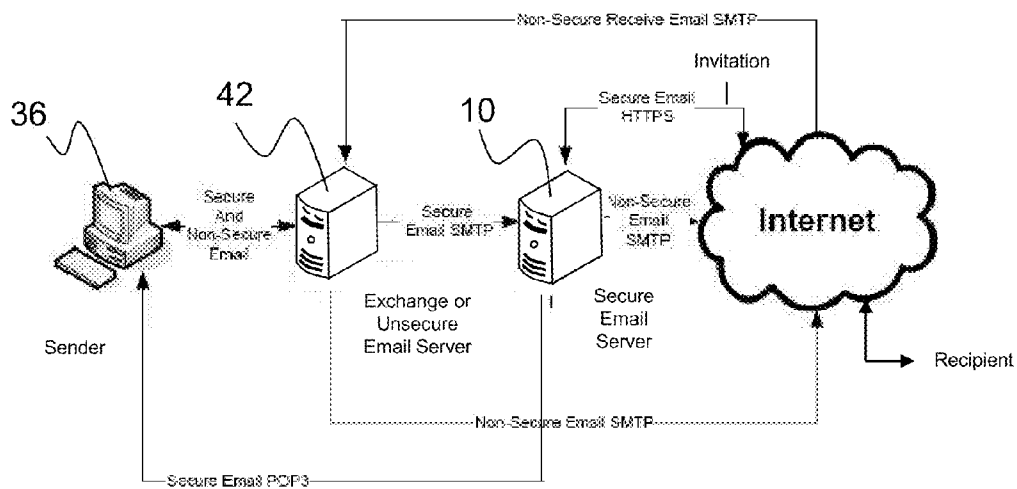 Non-Secure Receive Email SMTP
Invitation
36
42
10
Secure Email
HTTPS
Secure
And
Non-Secure
Email
Secure
Email SMTP
Non-Secure
Email
SMTP
Internet
Exchange or
Unsecure
Email Server
Secure
Email
Server
Sender
Recipient
Non-Secure Email SMTP
Secure Email POP3